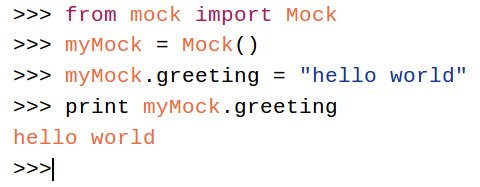 >>> from mock import Mock
>>> myMock = Mock()
>>> myMock.greeting = "hello world"
>>> print myMock.greeting
hello world
>>>